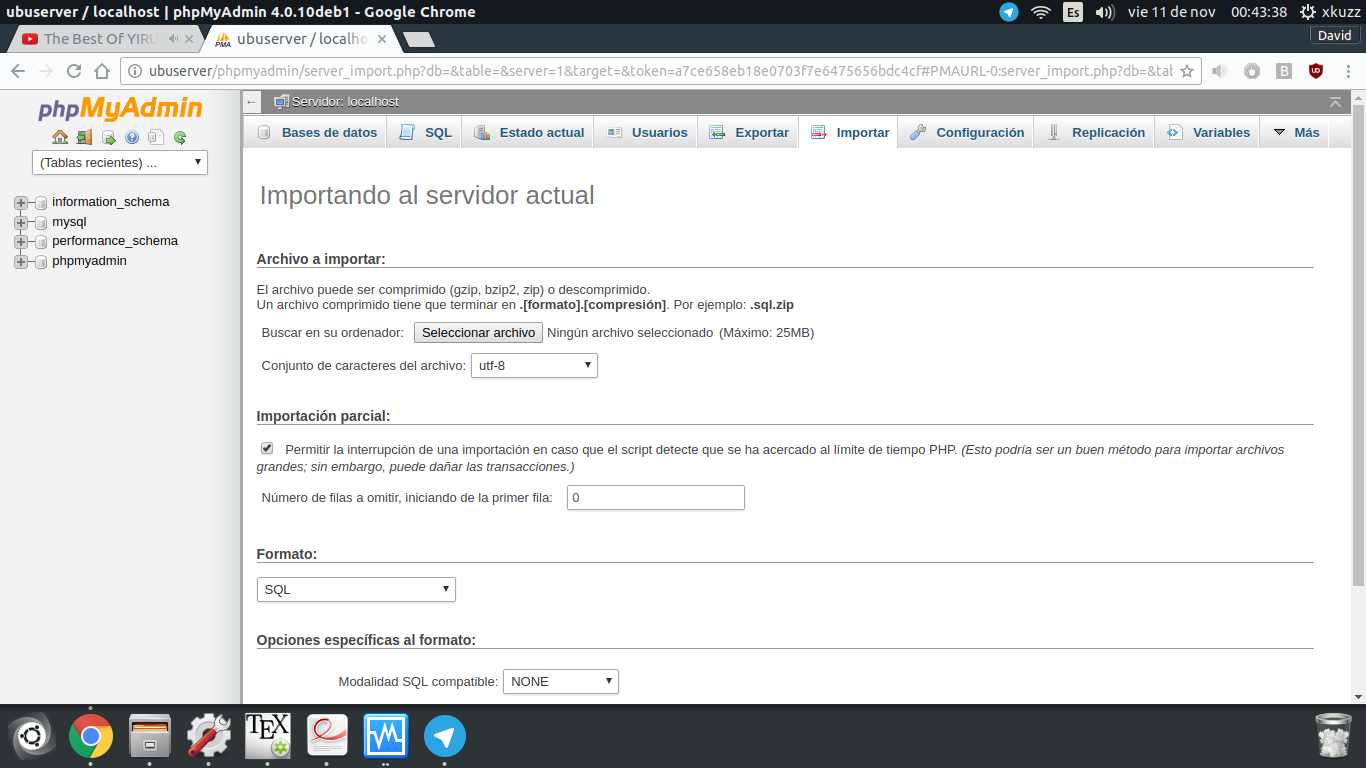 ubuserver / localhost | phpMyAdmin 4.0.10deb1 - Google Chrome
Es
vie 11 de nov
00:43:38
xkuzz
The Best Of YIRU
ubuserver / localho
David
ubuserver/phpmyadmin/server_import.php?db=&table=&server=1&target=&token=a7ce658eb18e0703f7e6475656bdc4cf#PMAURL-0:server_import.php?db=&tab
phpMyAdmin
(Tablas recientes) ...
information_schema
mysql
performance_schema
phpmyadmin
Servidor: localhost
Bases de datos
SQL
Estado actual
Usuarios
Exportar
Importar
Configuración
Replicación
Variables
Más
Importando al servidor actual
Archivo a importar:
El archivo puede ser comprimido (gzip, bzip2, zip) o descomprimido.
Un archivo comprimido tiene que terminar en .[formato].[compresión]. Por ejemplo: .sql.zip
Buscar en su ordenador: Seleccionar archivo Ningún archivo seleccionado (Máximo: 25MB)
Conjunto de caracteres del archivo: utf-8
Importación parcial:
Permitir la interrupción de una importación en caso que el script detecte que se ha acercado al límite de tiempo PHP. (Esto podría ser un buen método para importar archivos
grandes; sin embargo, puede dañar las transacciones.)
Número de filas a omitir, iniciando de la primer fila: 0
Formato:
SQL
Opciones específicas al formato:
Modalidad SQL compatible: NONE
TEX